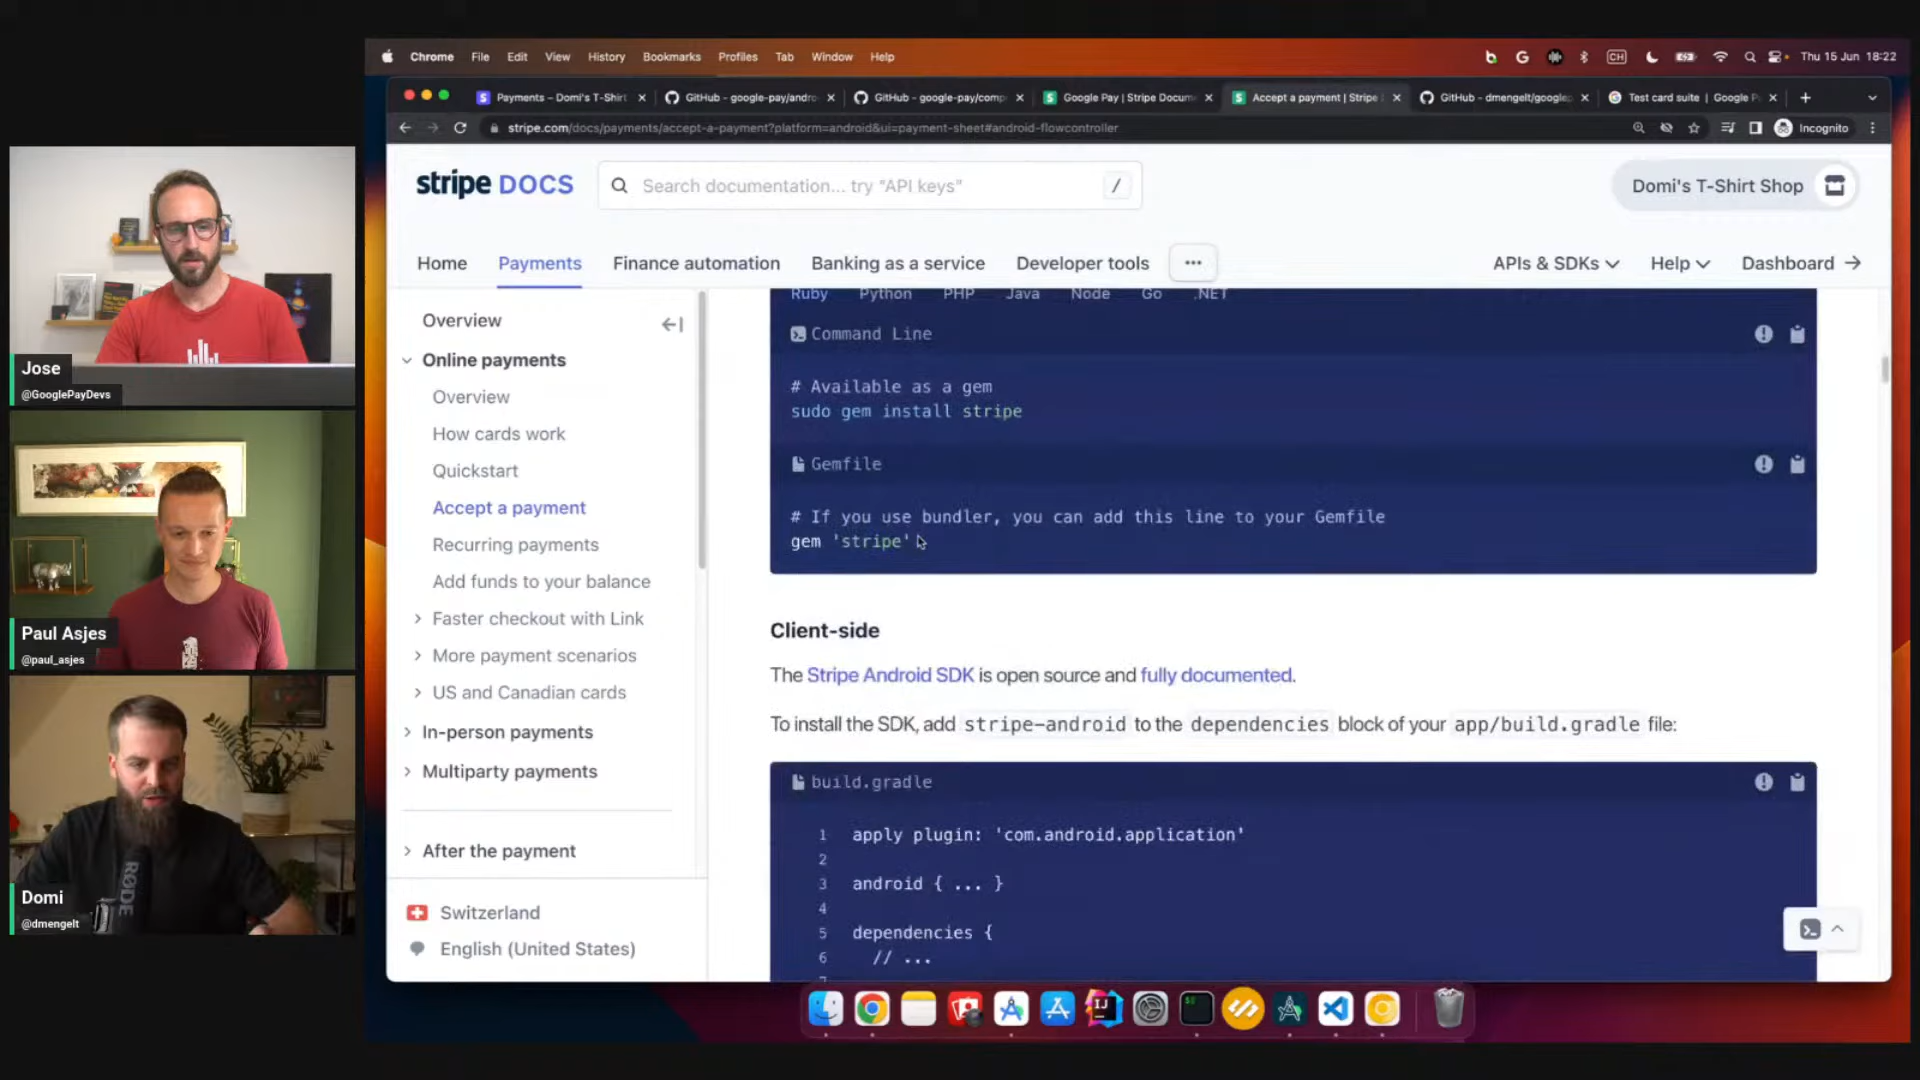 Chrome File Edit View History Bookmarks Profiles Tab Window Help
CH
Thu 15 Jun 18:22
Payments – Domi's T-Shirt
GitHub - google-pay/andro
GitHub - google-pay/comp
Google Pay | Stripe Docum
Accept a payment | Stripe
GitHub - dmengelt/google
Test card suite | Google P
stripe.com/docs/payments/accept-a-payment?platform=android&ui=payment-sheet#android-flowcontroller
Incognito
stripe DOCS
Search documentation... try "API keys"
/
Domi's T-Shirt Shop
Home Payments Finance automation Banking as a service Developer tools ...
APIs & SDKs Help Dashboard →
Overview
Online payments
Overview
How cards work
Quickstart
Accept a payment
Recurring payments
Add funds to your balance
Faster checkout with Link
More payment scenarios
US and Canadian cards
In-person payments
Multiparty payments
After the payment
Switzerland
English (United States)
Ruby Python PHP Java Node Go .NET
Command Line
# Available as a gem
sudo gem install stripe
Gemfile
# If you use bundler, you can add this line to your Gemfile
gem 'stripe'
Client-side
The Stripe Android SDK is open source and fully documented.
To install the SDK, add stripe-android to the dependencies block of your app/build.gradle file:
build.gradle
1 apply plugin: 'com.android.application'
2
3 android { ... }
4
5 dependencies {
6 // ...
7
Jose
@GooglePayDevs
Paul Asjes
@paul_asjes
RØDE
Domi
@dmengelt